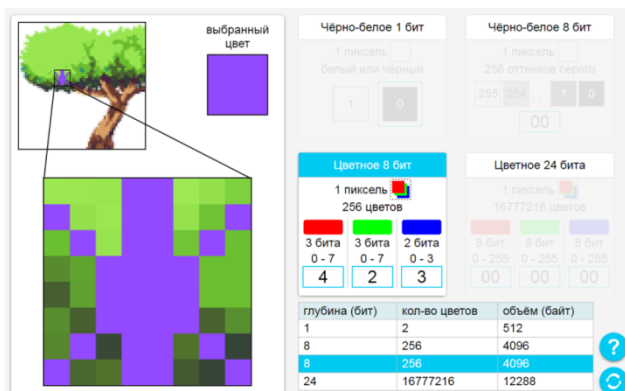 выбранный
цвет
Чёрно-белое 1 бит
1 пиксель
белый или чёрный
1 0
Чёрно-белое 8 бит
1 пиксель
256 оттенков серого
255 254 ... 1 0
00
Цветное 8 бит
1 пиксель
256 цветов
3 бита 3 бита 2 бита
0 - 7 0 - 7 0 - 3
4 2 3
Цветное 24 бита
1 пиксель
16777216 цветов
8 бит 8 бит 8 бит
0 - 255 0 - 255 0 - 255
00 00 00
глубина (бит) кол-во цветов объём (байт)
1 2 512
8 256 4096
8 256 4096
24 16777216 12288
?